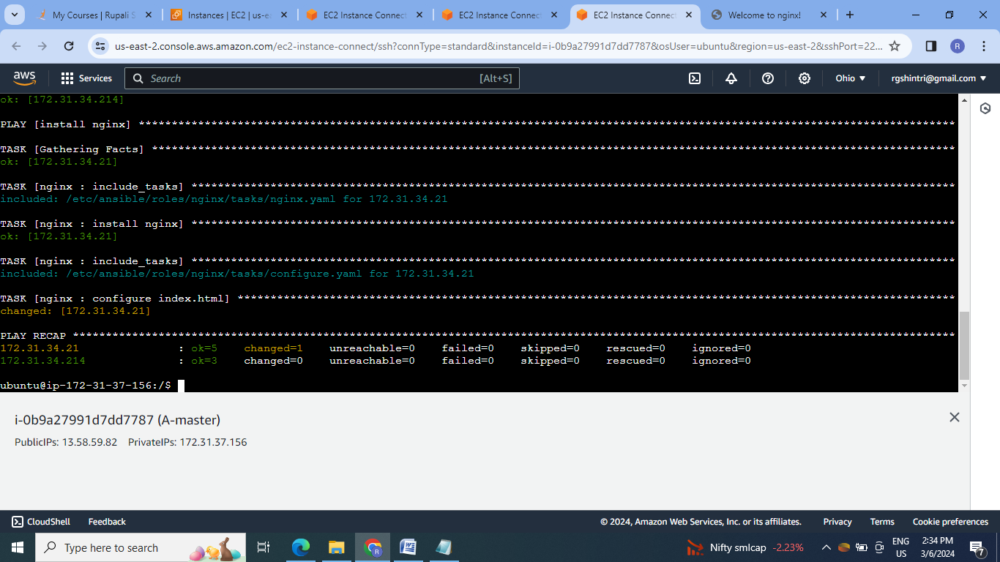 My Courses | Rupali S
Instances | EC2 | us-ea
EC2 Instance Connect
EC2 Instance Connect
EC2 Instance Connect
Welcome to nginx!
us-east-2.console.aws.amazon.com/ec2-instance-connect/ssh?connType=standard&instanceId=i-0b9a27991d7dd7787&osUser=ubuntu&region=us-east-2&sshPort=22...
R
aws
Services
Search
[Alt+S]
Ohio
rgshintri@gmail.com
ok: [172.31.34.214]
PLAY [install nginx] ****************************************************************************************************************************
TASK [Gathering Facts] **************************************************************************************************************************
ok: [172.31.34.21]
TASK [nginx : include_tasks] ********************************************************************************************************************
included: /etc/ansible/roles/nginx/tasks/nginx.yaml for 172.31.34.21
TASK [nginx : install nginx] ********************************************************************************************************************
ok: [172.31.34.21]
TASK [nginx : include_tasks] ********************************************************************************************************************
included: /etc/ansible/roles/nginx/tasks/configure.yaml for 172.31.34.21
TASK [nginx : configure index.html] *************************************************************************************************************
changed: [172.31.34.21]
PLAY RECAP **************************************************************************************************************************************
172.31.34.21 : ok=5 changed=1 unreachable=0 failed=0 skipped=0 rescued=0 ignored=0
172.31.34.214 : ok=3 changed=0 unreachable=0 failed=0 skipped=0 rescued=0 ignored=0
ubuntu@ip-172-31-37-156:/$
i-0b9a27991d7dd7787 (A-master)
PublicIPs: 13.58.59.82 PrivateIPs: 172.31.37.156
CloudShell
Feedback
© 2024, Amazon Web Services, Inc. or its affiliates.
Privacy
Terms
Cookie preferences
Type here to search
Nifty smlcap -2.23%
ENG
US
2:34 PM
3/6/2024
7